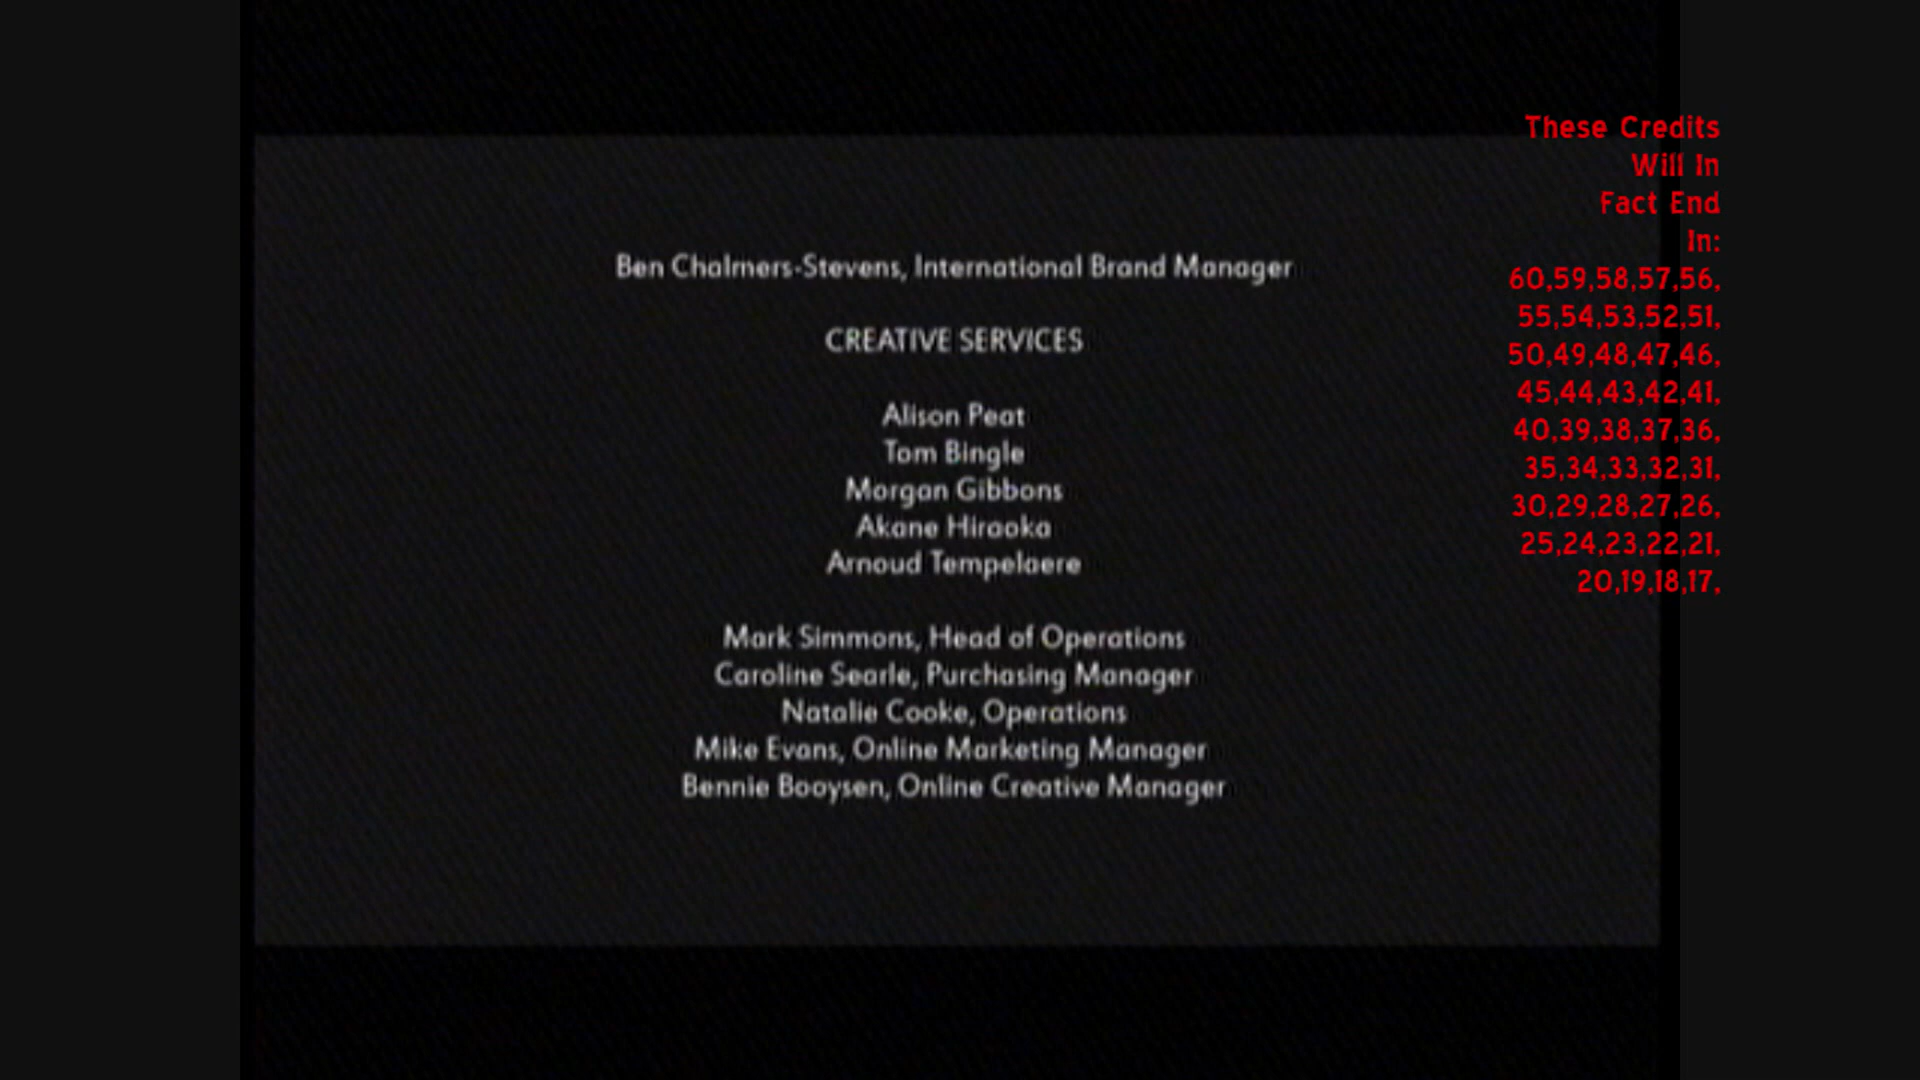 Ben Chalmers-Stevens, International Brand Manager
CREATIVE SERVICES
Alison Peat
Tom Bingle
Morgan Gibbons
Akane Hiraoka
Arnoud Tempelaere
Mark Simmons, Head of Operations
Caroline Searle, Purchasing Manager
Natalie Cooke, Operations
Mike Evans, Online Marketing Manager
Bennie Booysen, Online Creative Manager
These Credits
Will In
Fact End
In:
60,59,58,57,56,
55,54,53,52,51,
50,49,48,47,46,
45,44,43,42,41,
40,39,38,37,36,
35,34,33,32,31,
30,29,28,27,26,
25,24,23,22,21,
20,19,18,17,